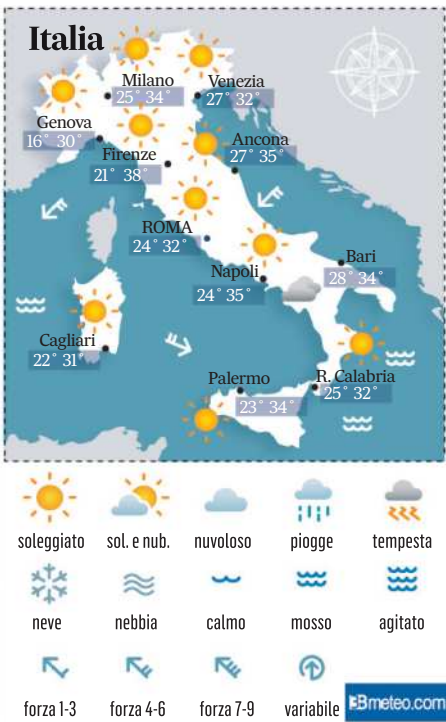 Italia
Milano
25° 34°
Venezia
27° 32°
Genova
16° 30°
Firenze
21° 38°
Ancona
27° 35°
ROMA
24° 32°
Napoli
24° 35°
Bari
28° 34°
Cagliari
22° 31°
Palermo
23° 34°
R. Calabria
25° 32°
soleggiato sol. e nub. nuvoloso piogge tempesta
neve nebbia calmo mosso agitato
forza 1-3 forza 4-6 forza 7-9 variabile
3Bmeteo.com